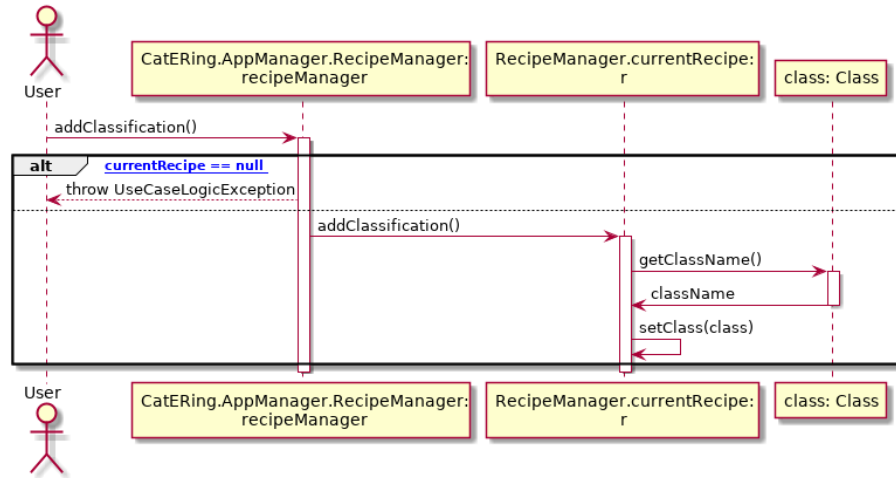 User
CatERing.AppManager.RecipeManager:
recipeManager
RecipeManager.currentRecipe:
r
class: Class
addClassification()
alt
currentRecipe == null
throw UseCaseLogicException
addClassification()
getClassName()
className
setClass(class)
User
CatERing.AppManager.RecipeManager:
recipeManager
RecipeManager.currentRecipe:
r
class: Class